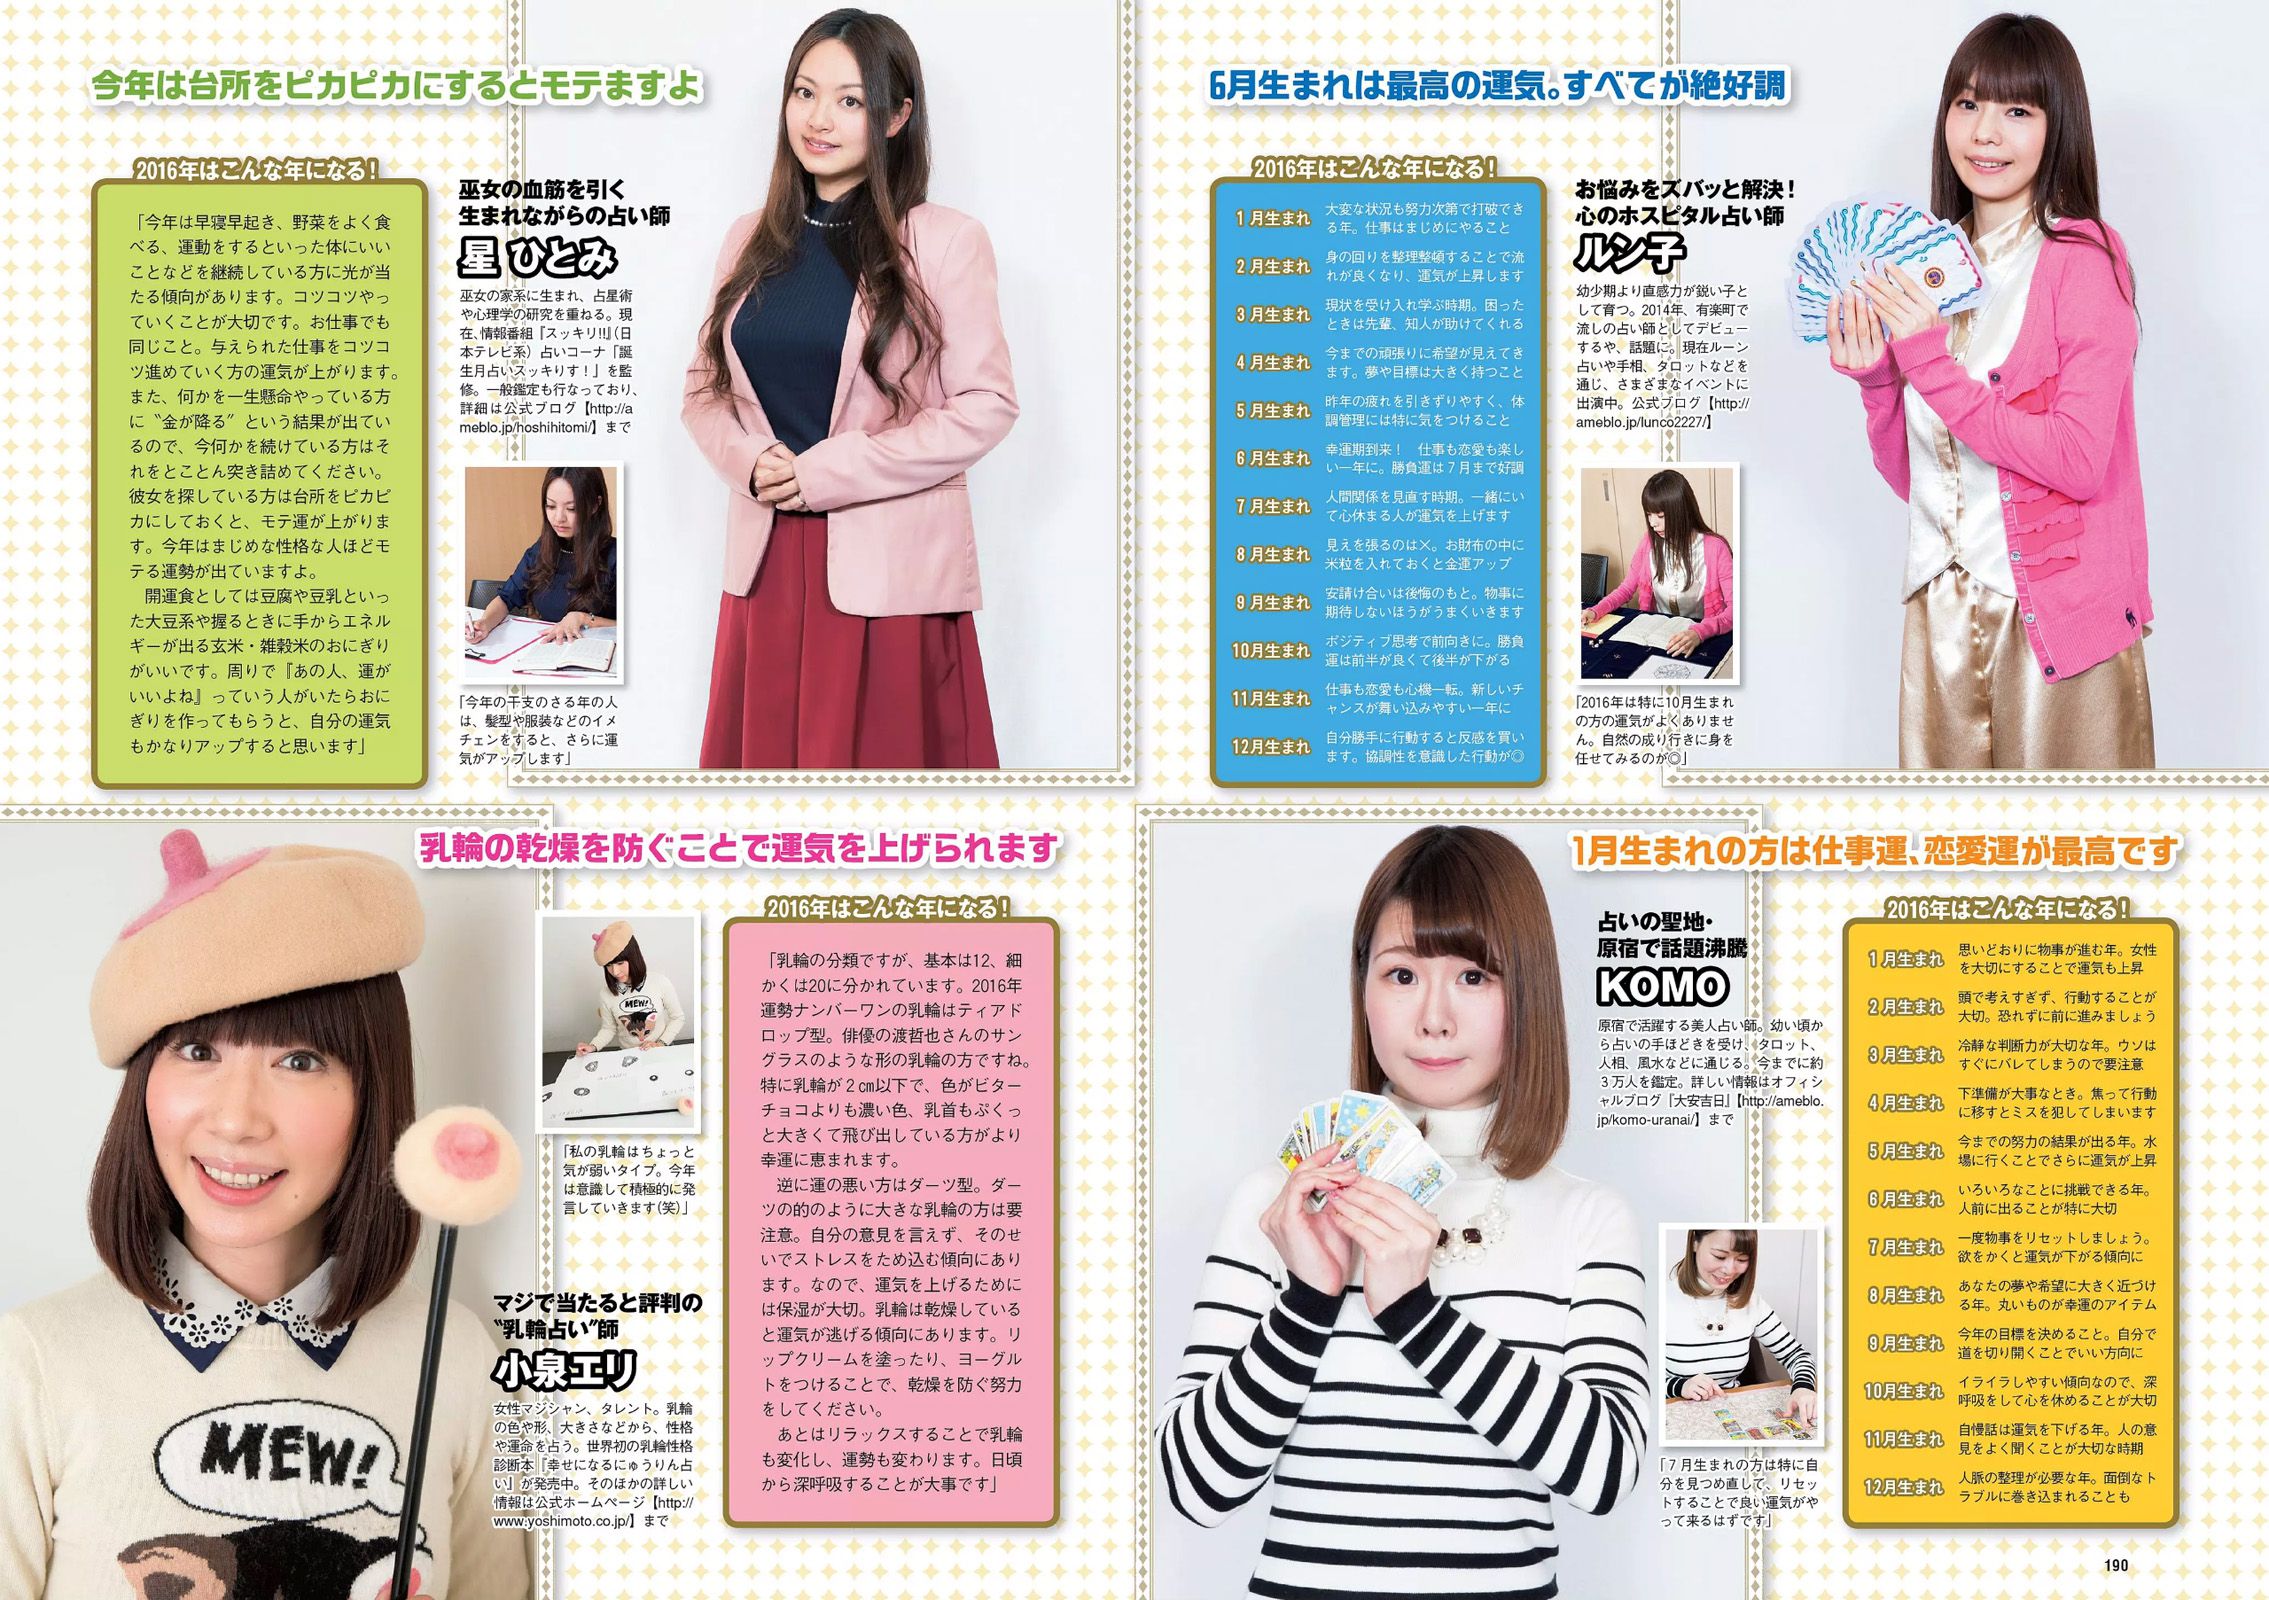 今年は台所をピカピカにするとモテますよ
2016年はこんな年になる!
「今年は早寝早起き、野菜をよく食
べる、運動をするといった体にいい
ことなどを継続している方に光が当
たる傾向があります。コツコツやっ
ていくことが大切です。お仕事でも
同じこと。与えられた仕事をコツコ
ツ進めていく方の運気が上がります。
また、何かを一生懸命やっている方
に〝金が降る〟という結果が出てい
るので、今何かを続けている方はそ
れをとことん突き詰めてください。
彼女を探している方は台所をピカピ
カにしておくと、モテ運が上がりま
す。今年はまじめな性格な人ほどモ
テる運勢が出ていますよ。
　開運食としては豆腐や豆乳といっ
た大豆系や握るときに手からエネル
ギーが出る玄米・雑穀米のおにぎり
がいいです。周りで『あの人、運が
いいよね』っていう人がいたらおに
ぎりを作ってもらうと、自分の運気
もかなりアップすると思います」
巫女の血筋を引く
生まれながらの占い師
星 ひとみ
巫女の家系に生まれ、占星術
や心理学の研究を重ねる。現
在、情報番組『スッキリ!!』(日
本テレビ系）占いコーナ「誕
生月占いスッキりす！」を監
修。一般鑑定も行なっており、
詳細は公式ブログ【http://a
meblo.jp/hoshihitomi/】まで
「今年の干支のさる年の人
は、髪型や服装などのイメ
チェンをすると、さらに運
気がアップします」
6月生まれは最高の運気。すべてが絶好調
2016年はこんな年になる!
1月生まれ 大変な状況も努力次第で打破でき
る年。仕事はまじめにやること
2月生まれ 身の回りを整理整頓することで流
れが良くなり、運気が上昇します
3月生まれ 現状を受け入れ学ぶ時期。困った
ときは先輩、知人が助けてくれる
4月生まれ 今までの頑張りに希望が見えてき
ます。夢や目標は大きく持つこと
5月生まれ 昨年の疲れを引きずりやすく、体
調管理には特に気をつけること
6月生まれ 幸運期到来！　仕事も恋愛も楽し
い一年に。勝負運は７月まで好調
7月生まれ 人間関係を見直す時期。一緒にい
て心休まる人が運気を上げます
8月生まれ 見えを張るのは×。お財布の中に
米粒を入れておくと金運アップ
9月生まれ 安請け合いは後悔のもと。物事に
期待しないほうがうまくいきます
10月生まれ ポジティブ思考で前向きに。勝負
運は前半が良くて後半が下がる
11月生まれ 仕事も恋愛も心機一転。新しいチ
ャンスが舞い込みやすい一年に
12月生まれ 自分勝手に行動すると反感を買い
ます。協調性を意識した行動が◎
お悩みをズバッと解決!
心のホスピタル占い師
ルン子
幼少期より直感力が鋭い子と
して育つ。2014年、有楽町で
流しの占い師としてデビュー
するや、話題に。現在ルーン
占いや手相、タロットなどを
通じ、さまざまなイベントに
出演中。公式ブログ【http://
ameblo.jp/lunco2227/】
「2016年は特に10月生まれ
の方の運気がよくありませ
ん。自然の成り行きに身を
任せてみるのが◎」
乳輪の乾燥を防ぐことで運気を上げられます
MEW!
MEW!
「私の乳輪はちょっと
気が弱いタイプ。今年
は意識して積極的に発
言していきます(笑)」
マジで当たると評判の
〝乳輪占い〟師
小泉エリ
女性マジシャン、タレント。乳輪
の色や形、大きさなどから、性格
や運命を占う。世界初の乳輪性格
診断本『幸せになるにゅうりん占
い』が発売中。そのほかの詳しい
情報は公式ホームページ【http://
www.yoshimoto.co.jp/】まで
2016年はこんな年になる!
「乳輪の分類ですが、基本は12、細
かくは20に分かれています。2016年
運勢ナンバーワンの乳輪はティアド
ロップ型。俳優の渡哲也さんのサン
グラスのような形の乳輪の方ですね。
特に乳輪が２㎝以下で、色がビター
チョコよりも濃い色、乳首もぷくっ
と大きくて飛び出している方がより
幸運に恵まれます。
　逆に運の悪い方はダーツ型。ダー
ツの的のように大きな乳輪の方は要
注意。自分の意見を言えず、そのせ
いでストレスをため込む傾向にあり
ます。なので、運気を上げるために
は保湿が大切。乳輪は乾燥している
と運気が逃げる傾向にあります。リ
ップクリームを塗ったり、ヨーグル
トをつけることで、乾燥を防ぐ努力
をしてください。
　あとはリラックスすることで乳輪
も変化し、運勢も変わります。日頃
から深呼吸することが大事です」
1月生まれの方は仕事運、恋愛運が最高です
占いの聖地・
原宿で話題沸騰
KOMO
原宿で活躍する美人占い師。幼い頃か
ら占いの手ほどきを受け、タロット、
人相、風水などに通じる。今までに約
３万人を鑑定。詳しい情報はオフィシ
ャルブログ『大安吉日』【http://ameblo.
jp/komo-uranai/】まで
「７月生まれの方は特に自
分を見つめ直して、リセッ
トすることで良い運気がや
って来るはずです」
2016年はこんな年になる!
1月生まれ 思いどおりに物事が進む年。女性
を大切にすることで運気も上昇
2月生まれ 頭で考えすぎず、行動することが
大切。恐れずに前に進みましょう
3月生まれ 冷静な判断力が大切な年。ウソは
すぐにバレてしまうので要注意
4月生まれ 下準備が大事なとき。焦って行動
に移すとミスを犯してしまいます
5月生まれ 今までの努力の結果が出る年。水
場に行くことでさらに運気が上昇
6月生まれ いろいろなことに挑戦できる年。
人前に出ることが特に大切
7月生まれ 一度物事をリセットしましょう。
欲をかくと運気が下がる傾向に
8月生まれ あなたの夢や希望に大きく近づけ
る年。丸いものが幸運のアイテム
9月生まれ 今年の目標を決めること。自分で
道を切り開くことでいい方向に
10月生まれ イライラしやすい傾向なので、深
呼吸をして心を休めることが大切
11月生まれ 自慢話は運気を下げる年。人の意
見をよく聞くことが大切な時期
12月生まれ 人脈の整理が必要な年。面倒なト
ラブルに巻き込まれることも
190